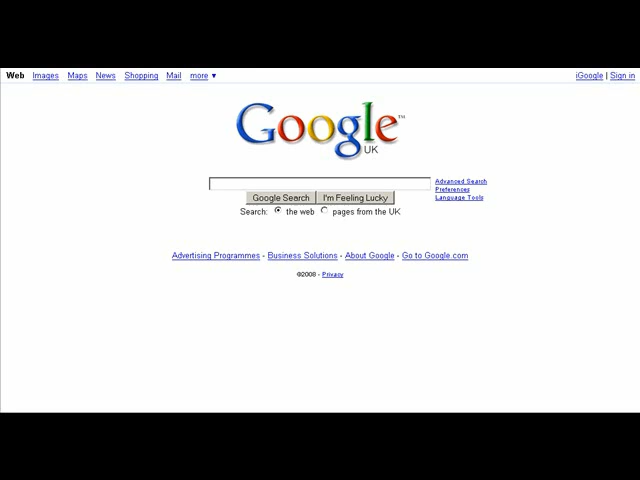 Web Images Maps News Shopping Mail more ▼ iGoogle | Sign in
Google™
UK
Advanced Search
Preferences
Language Tools
Google Search I'm Feeling Lucky
Search: the web pages from the UK
Advertising Programmes - Business Solutions - About Google - Go to Google.com
©2008 - Privacy